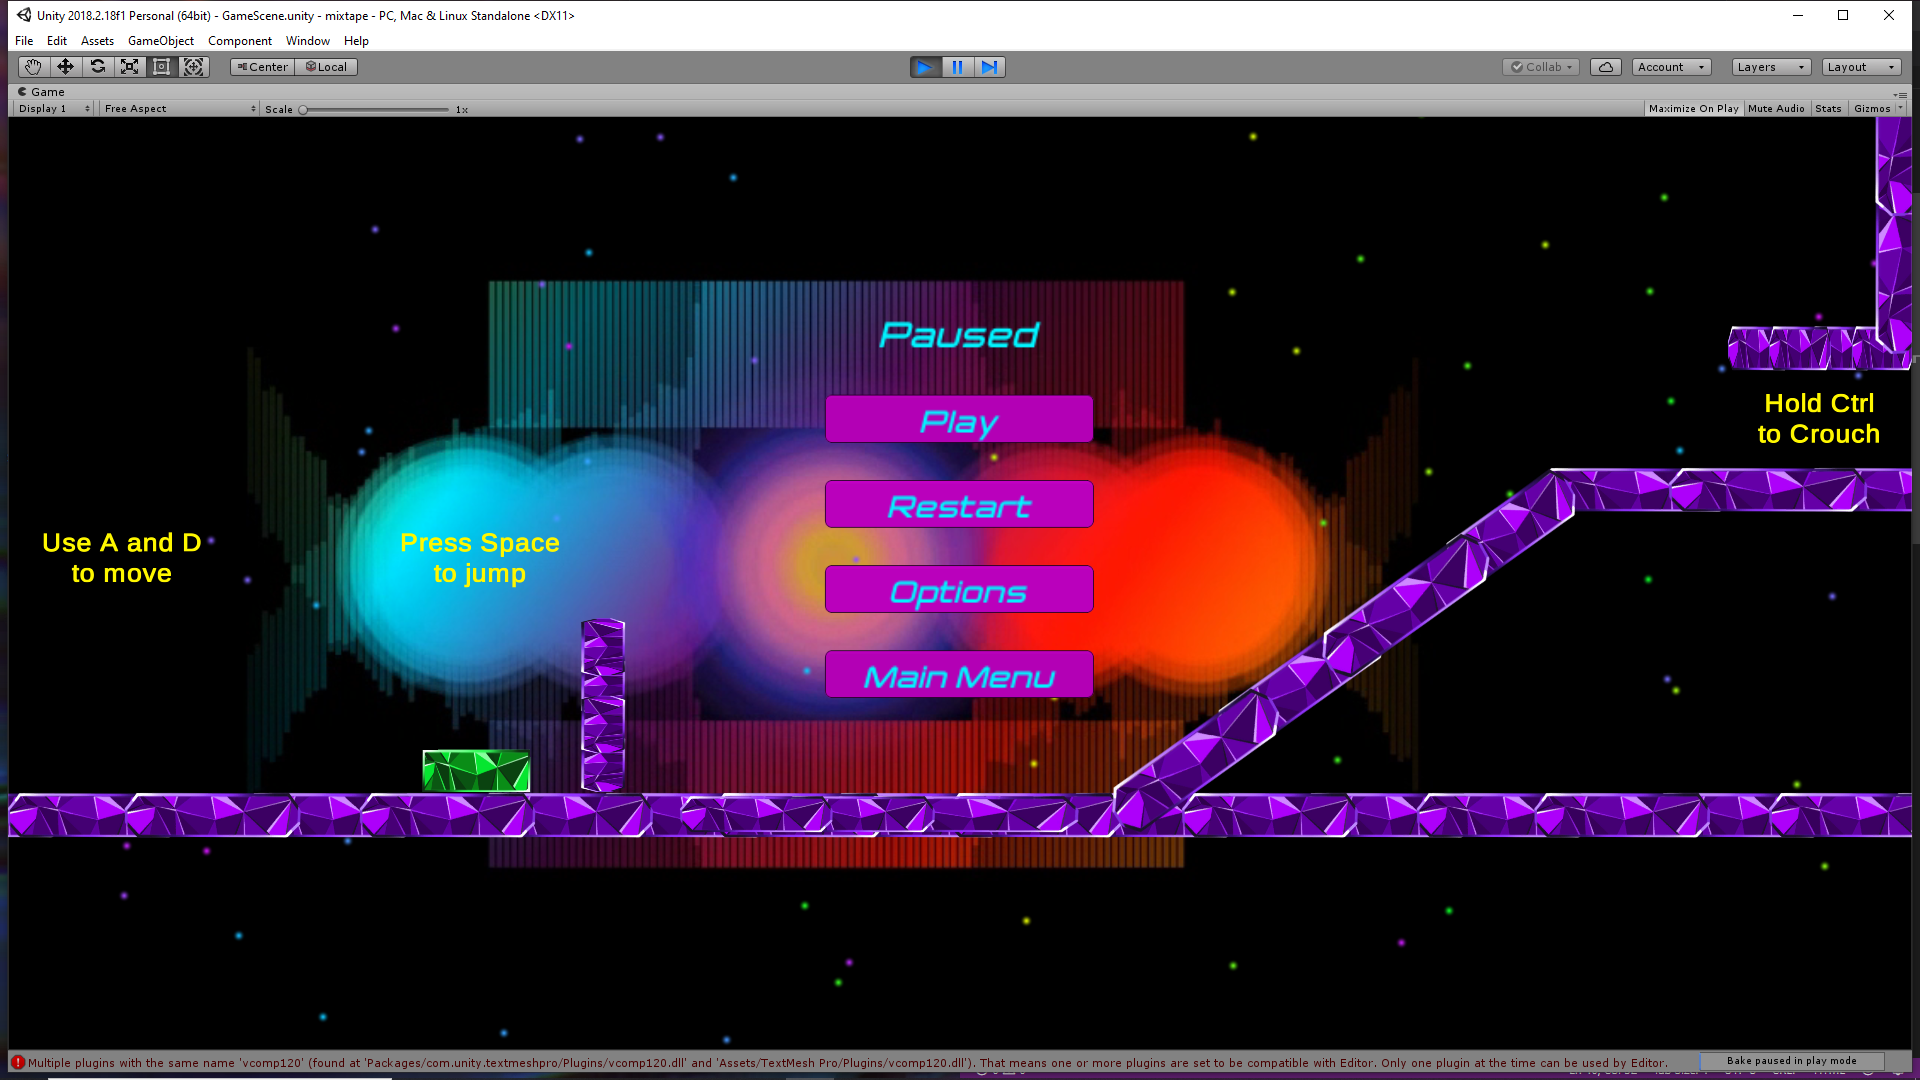 Unity 2018.2.18f1 Personal (64bit) - GameScene.unity - mixtape - PC, Mac & Linux Standalone <DX11>
File Edit Assets GameObject Component Window Help
Center Local Collab Account Layers Layout
Game
Display 1 Free Aspect Scale 1x Maximize On Play Mute Audio Stats Gizmos
Paused
Play
Hold Ctrl
to Crouch
Restart
Use A and D
to move
Press Space
to jump
Options
Main Menu
Multiple plugins with the same name 'vcomp120' (found at 'Packages/com.unity.textmeshpro/Plugins/vcomp120.dll' and 'Assets/TextMesh Pro/Plugins/vcomp120.dll'). That means one or more plugins are set to be compatible with Editor. Only one plugin at the time can be used by Editor.
Bake paused in play mode